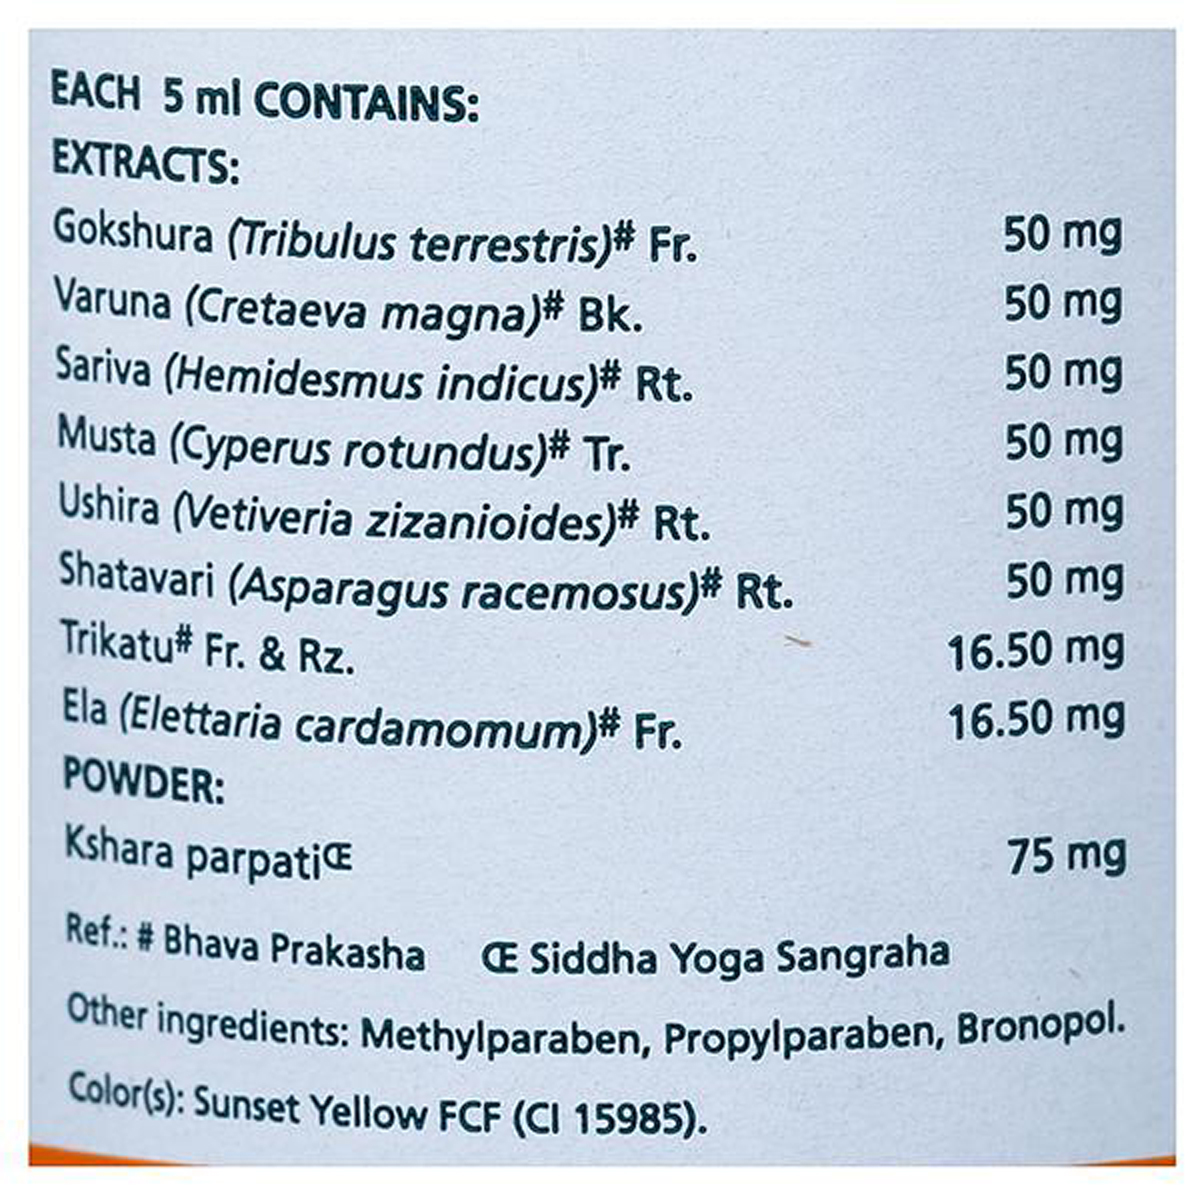 EACH 5 ml CONTAINS:
EXTRACTS:
Gokshura (Tribulus terrestris)# Fr. 50 mg
Varuna (Cretaeva magna)# Bk. 50 mg
Sariva (Hemidesmus indicus)# Rt. 50 mg
Musta (Cyperus rotundus)# Tr. 50 mg
Ushira (Vetiveria zizanioides)# Rt. 50 mg
Shatavari (Asparagus racemosus)# Rt. 50 mg
Trikatu# Fr. & Rz. 16.50 mg
Ela (Elettaria cardamomum)# Fr. 16.50 mg
POWDER:
Kshara parpatiŒ 75 mg
Ref.: # Bhava Prakasha Œ Siddha Yoga Sangraha
Other ingredients: Methylparaben, Propylparaben, Bronopol.
Color(s): Sunset Yellow FCF (CI 15985).